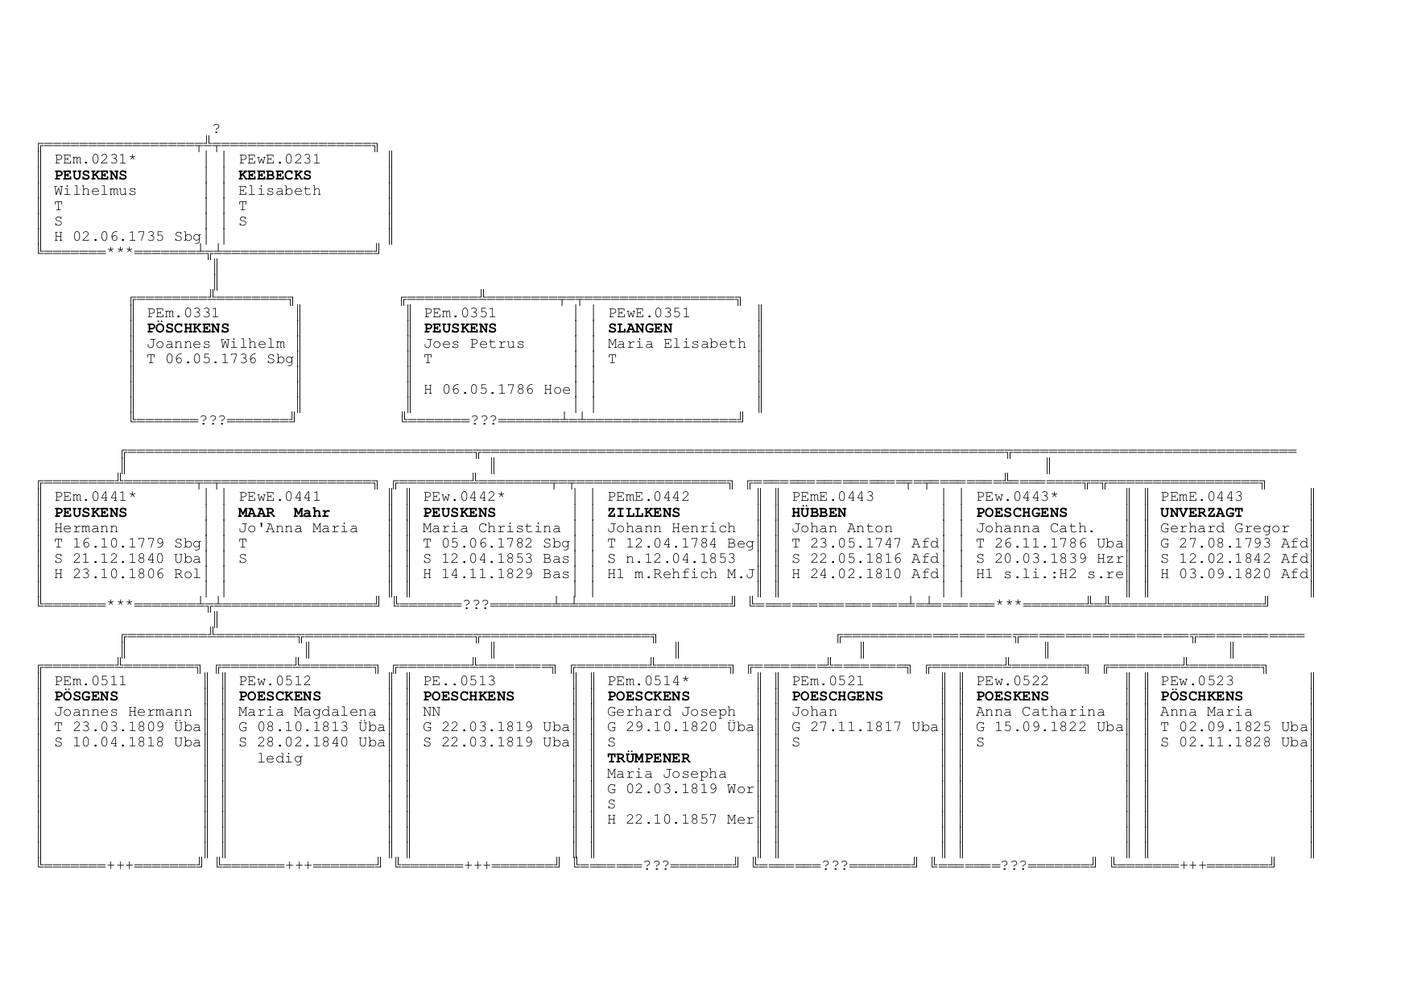 ?
PEm.0231*
PEUSKENS
Wilhelmus
T
S
H 02.06.1735 Sbg
***
PEwE.0231
KEEBECKS
Elisabeth
T
S
PEm.0331
PÖSCHKENS
Joannes Wilhelm
T 06.05.1736 Sbg
???
PEm.0351
PEUSKENS
Joes Petrus
T
H 06.05.1786 Hoe
???
PEwE.0351
SLANGEN
Maria Elisabeth
T
PEm.0441*
PEUSKENS
Hermann
T 16.10.1779 Sbg
S 21.12.1840 Uba
H 23.10.1806 Rol
***
PEwE.0441
MAAR  Mahr
Jo'Anna Maria
T
S
PEw.0442*
PEUSKENS
Maria Christina
T 05.06.1782 Sbg
S 12.04.1853 Bas
H 14.11.1829 Bas
???
PEmE.0442
ZILLKENS
Johann Henrich
T 12.04.1784 Beg
S n.12.04.1853
H1 m.Rehfich M.J
PEmE.0443
HÜBBEN
Johan Anton
T 23.05.1747 Afd
S 22.05.1816 Afd
H 24.02.1810 Afd
PEw.0443*
POESCHGENS
Johanna Cath.
T 26.11.1786 Uba
S 20.03.1839 Hzr
H1 s.li.:H2 s.re
***
PEmE.0443
UNVERZAGT
Gerhard Gregor
G 27.08.1793 Afd
S 12.02.1842 Afd
H 03.09.1820 Afd
PEm.0511
PÖSGENS
Joannes Hermann
T 23.03.1809 Üba
S 10.04.1818 Uba
+++
PEw.0512
POESCKENS
Maria Magdalena
G 08.10.1813 Üba
S 28.02.1840 Uba
ledig
+++
PE..0513
POESCHKENS
NN
G 22.03.1819 Uba
S 22.03.1819 Uba
+++
PEm.0514*
POESCKENS
Gerhard Joseph
G 29.10.1820 Üba
S
TRÜMPENER
Maria Josepha
G 02.03.1819 Wor
S
H 22.10.1857 Mer
???
PEm.0521
POESCHGENS
Johan
G 27.11.1817 Uba
S
???
PEw.0522
POESKENS
Anna Catharina
G 15.09.1822 Uba
S
???
PEw.0523
PÖSCHKENS
Anna Maria
T 02.09.1825 Uba
S 02.11.1828 Uba
+++